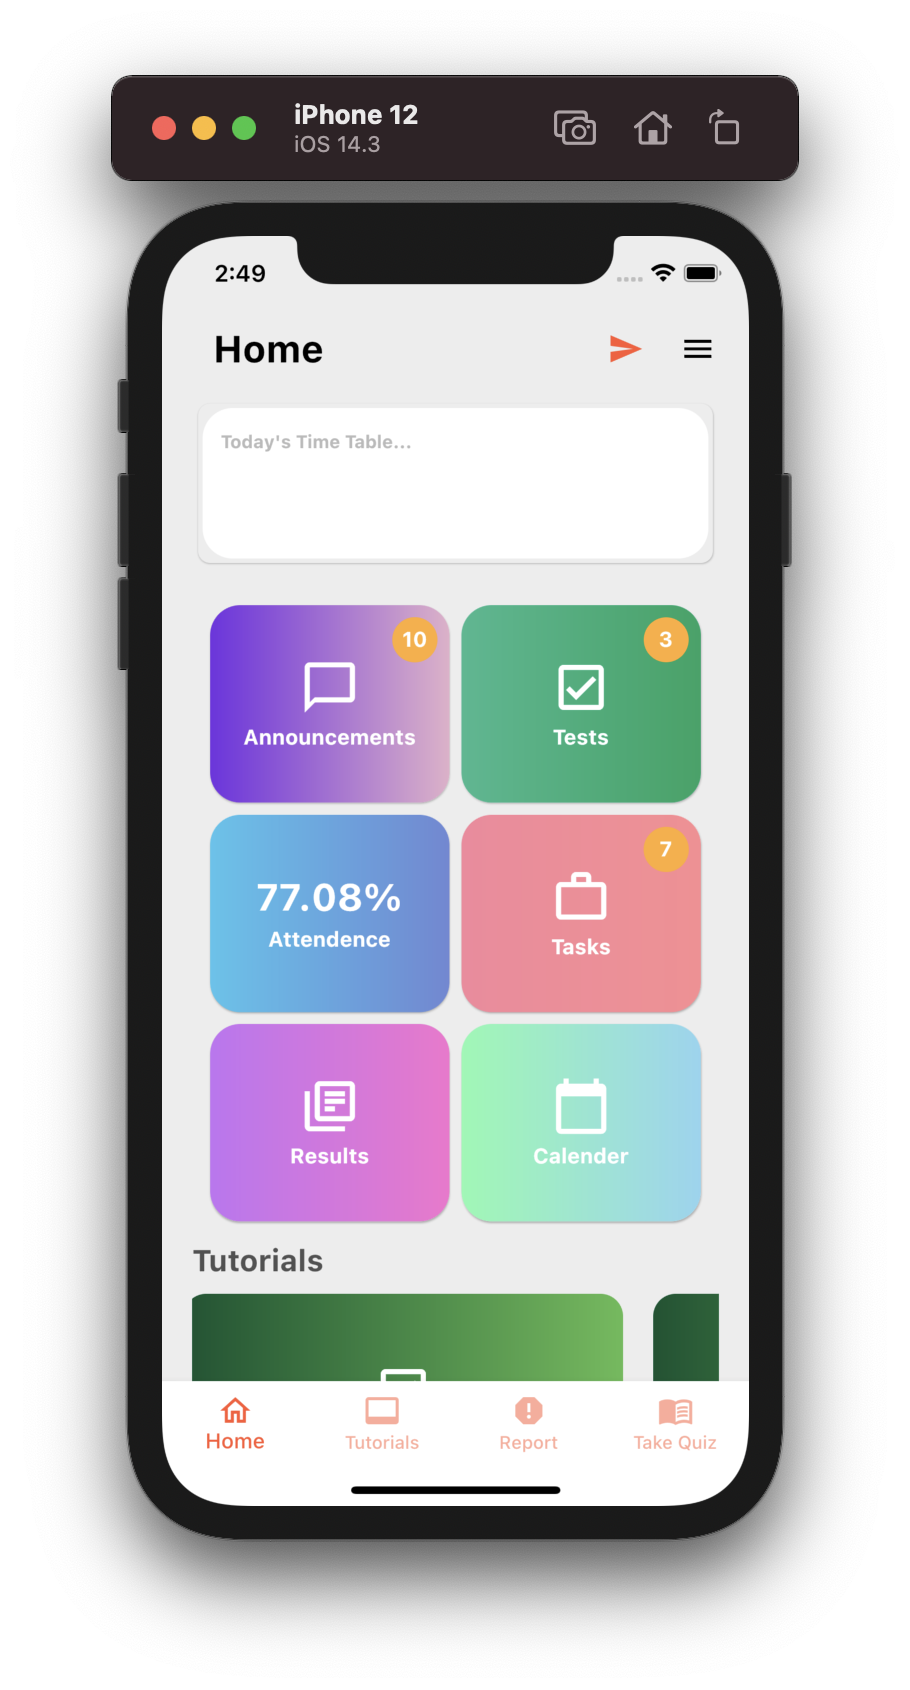 iPhone 12
iOS 14.3
2:49
Home
Today's Time Table...
10
Announcements
3
Tests
77.08%
Attendence
7
Tasks
Results
Calender
Tutorials
Home
Tutorials
Report
Take Quiz